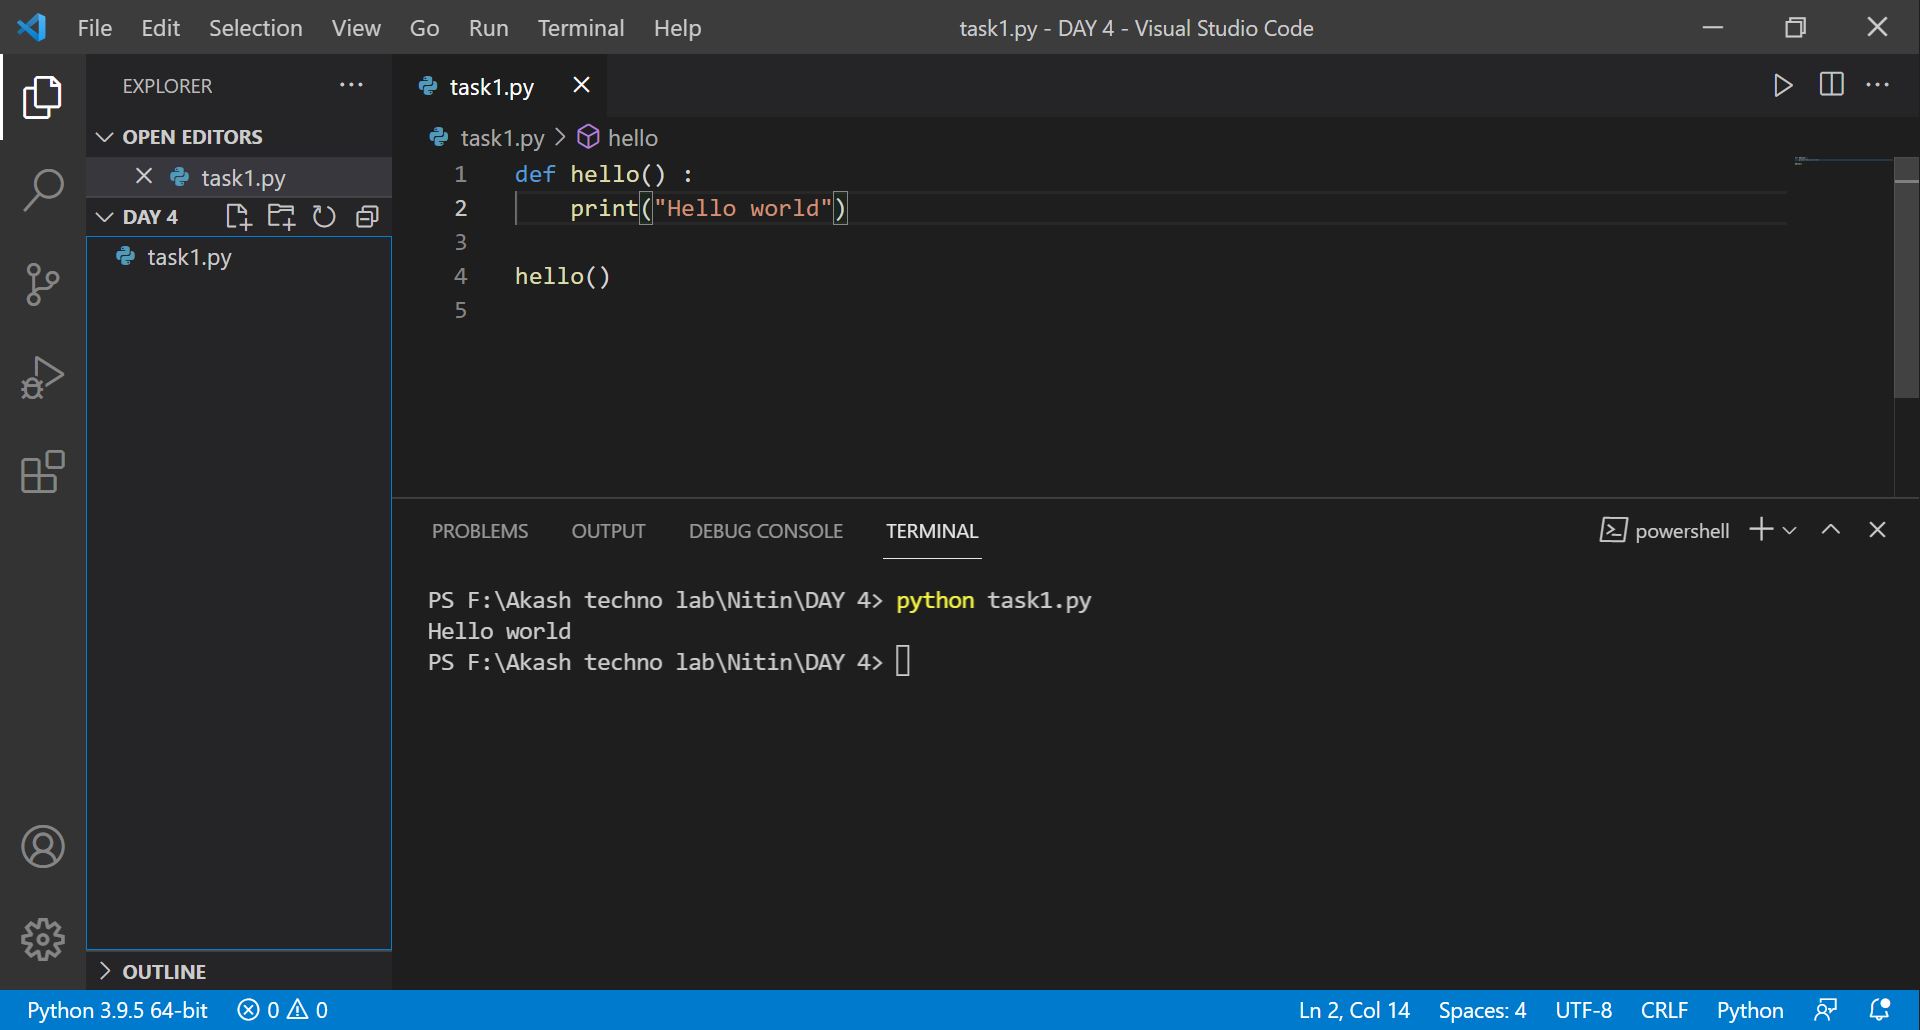 File Edit Selection View Go Run Terminal Help
task1.py - DAY 4 - Visual Studio Code
EXPLORER
OPEN EDITORS
task1.py
DAY 4
task1.py
OUTLINE
task1.py
task1.py > hello
1 def hello() :
2     print("Hello world")
3
4 hello()
5
PROBLEMS OUTPUT DEBUG CONSOLE TERMINAL
powershell
PS F:\Akash techno lab\Nitin\DAY 4> python task1.py
Hello world
PS F:\Akash techno lab\Nitin\DAY 4>
Python 3.9.5 64-bit 0 0 Ln 2, Col 14 Spaces: 4 UTF-8 CRLF Python